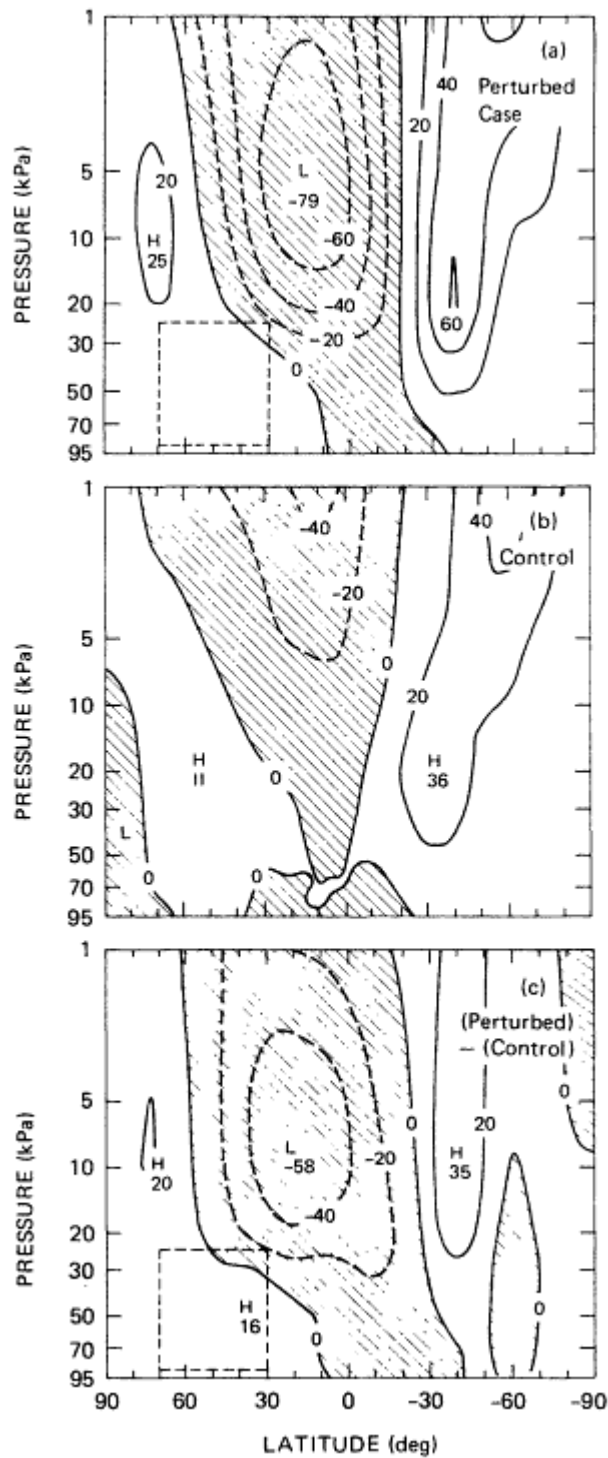 1
(a)
40
Perturbed
Case
20
20
5
L
-79
PRESSURE (kPa)
10
H
25
-60
20
-40
60
-20
30
0
50
70
95
1
-40
40
(b)
Control
-20
5
0
PRESSURE (kPa)
10
20
20
H
11
0
H
36
30
L
50
0
0
70
95
1
(c)
(Perturbed)
- (Control)
0
5
0
20
PRESSURE (kPa)
10
H
20
L
-58
-20
H
35
-40
20
30
50
H
16
0
0
70
95
90 60 30 0 -30 -60 -90
LATITUDE (deg)